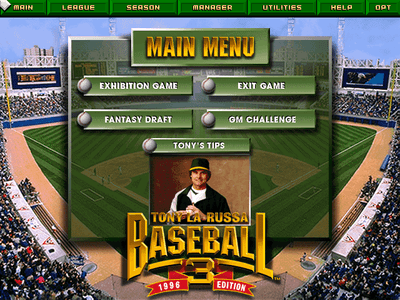 MAIN LEAGUE SEASON MANAGER UTILITIES HELP OPT
MAIN MENU
EXHIBITION GAME
EXIT GAME
FANTASY DRAFT
GM CHALLENGE
TONY'S TIPS
TONY LA RUSSA
BASEBALL
3
1996 EDITION